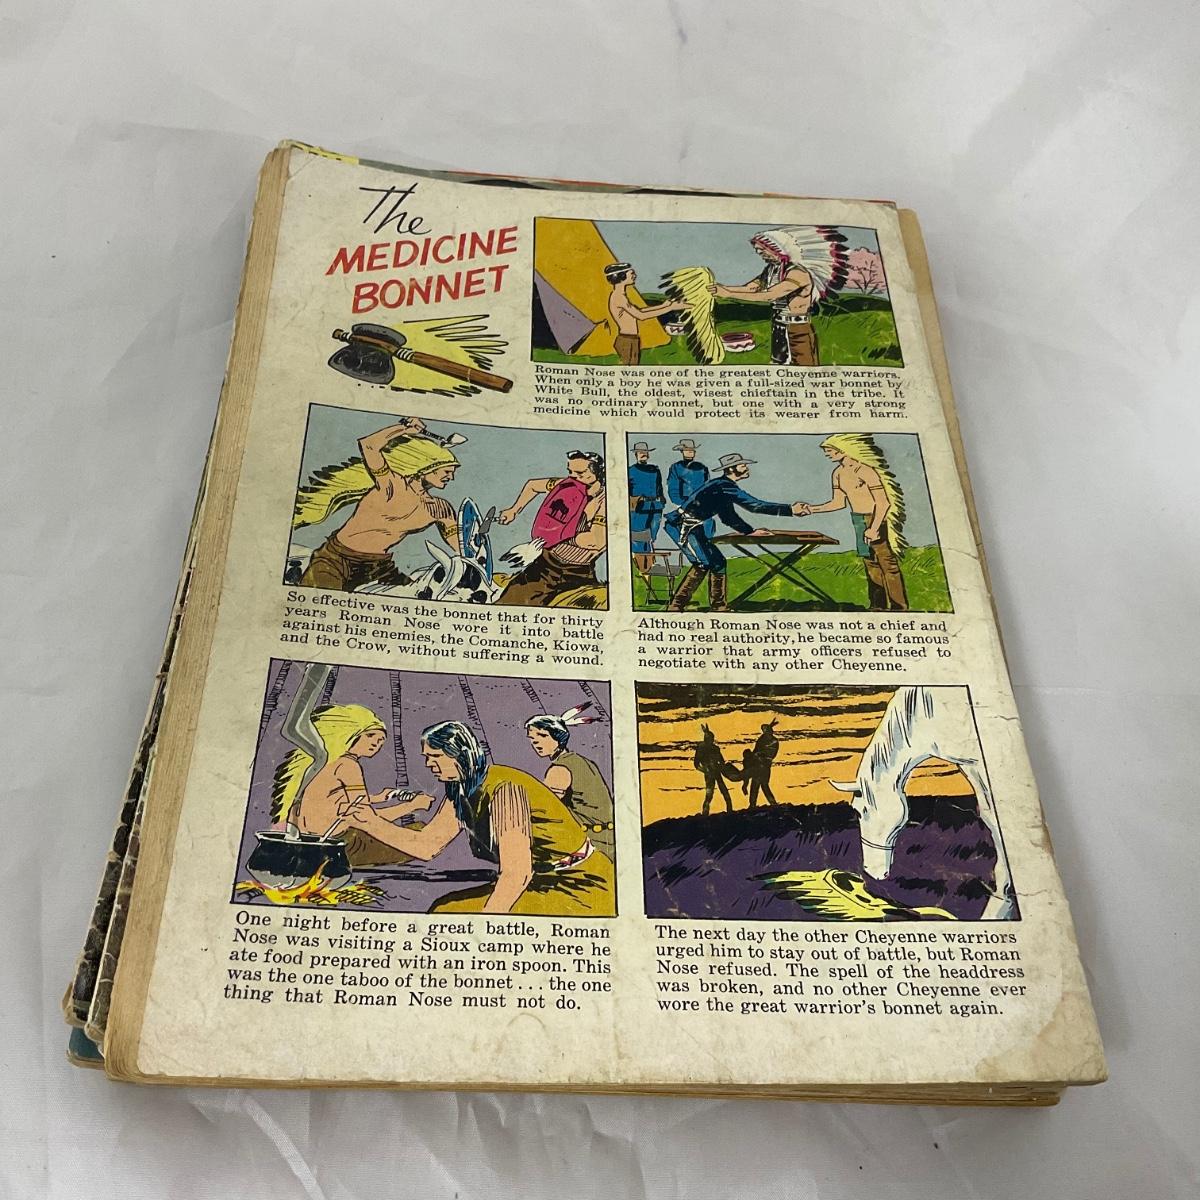 The
MEDICINE
BONNET
Roman Nose was one of the greatest Cheyenne warriors.
When only a boy he was given a full-sized war bonnet by
White Bull, the oldest, wisest chieftain in the tribe. It
was no ordinary bonnet, but one with a very strong
medicine which would protect its wearer from harm.
So effective was the bonnet that for thirty
years Roman Nose wore it into battle
against his enemies, the Comanche, Kiowa,
and the Crow, without suffering a wound.
Although Roman Nose was not a chief and
had no real authority, he became so famous
a warrior that army officers refused to
negotiate with any other Cheyenne.
One night before a great battle, Roman
Nose was visiting a Sioux camp where he
ate food prepared with an iron spoon. This
was the one taboo of the bonnet . . . the one
thing that Roman Nose must not do.
The next day the other Cheyenne warriors
urged him to stay out of battle, but Roman
Nose refused. The spell of the headdress
was broken, and no other Cheyenne ever
wore the great warrior's bonnet again.